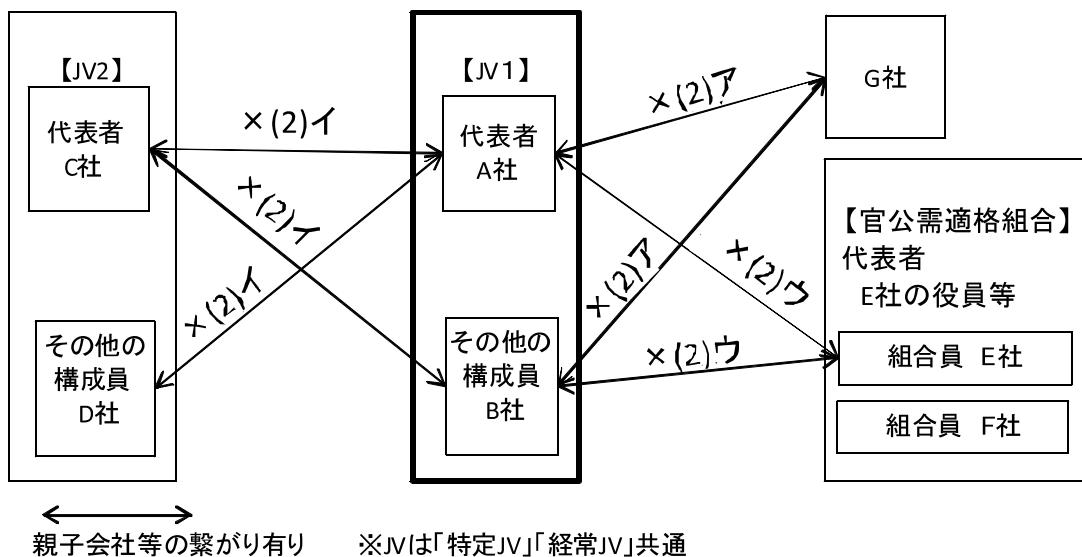 【JV2】
代表者
C社
その他の
構成員
D社
×(2)イ
×(2)イ
×(2)イ
【JV1】
代表者
A社
その他の
構成員
B社
×(2)ア
×(2)ア
×(2)ウ
×(2)ウ
G社
【官公需適格組合】
代表者
E社の役員等
組合員 E社
組合員 F社
親子会社等の繋がり有り
※JVは「特定JV」「経常JV」共通